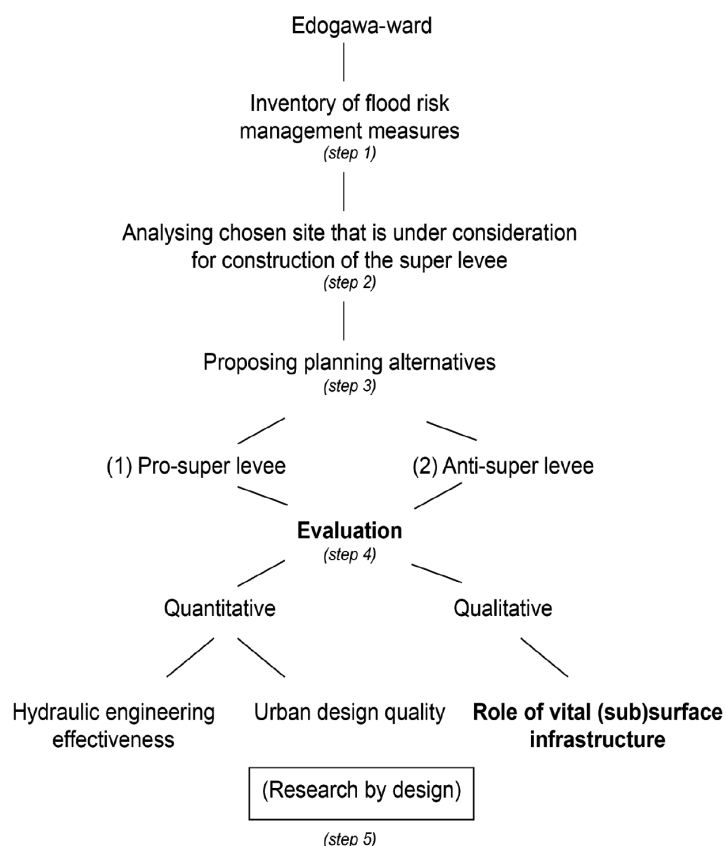 Edogawa-ward
Inventory of flood risk
management measures
(step 1)
Analysing chosen site that is under consideration
for construction of the super levee
(step 2)
Proposing planning alternatives
(step 3)
(1) Pro-super levee
(2) Anti-super levee
Evaluation
(step 4)
Quantitative
Qualitative
Hydraulic engineering
effectiveness
Urban design quality
Role of vital (sub)surface
infrastructure
(Research by design)
(step 5)